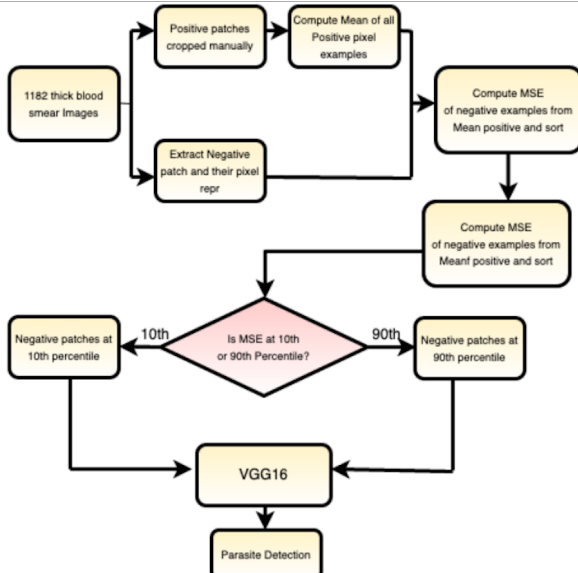 Positive patches
cropped manually
Compute Mean of all
Positive pixel
examples
1182 thick blood
smear Images
Compute MSE
of negative examples from
Mean positive and sort
Extract Negative
patch and their pixel
repr
Compute MSE
of negative examples from
Meanf positive and sort
Is MSE at 10th
or 90th Percentile?
10th
90th
Negative patches at
10th percentile
Negative patches at
90th percentile
VGG16
Parasite Detection